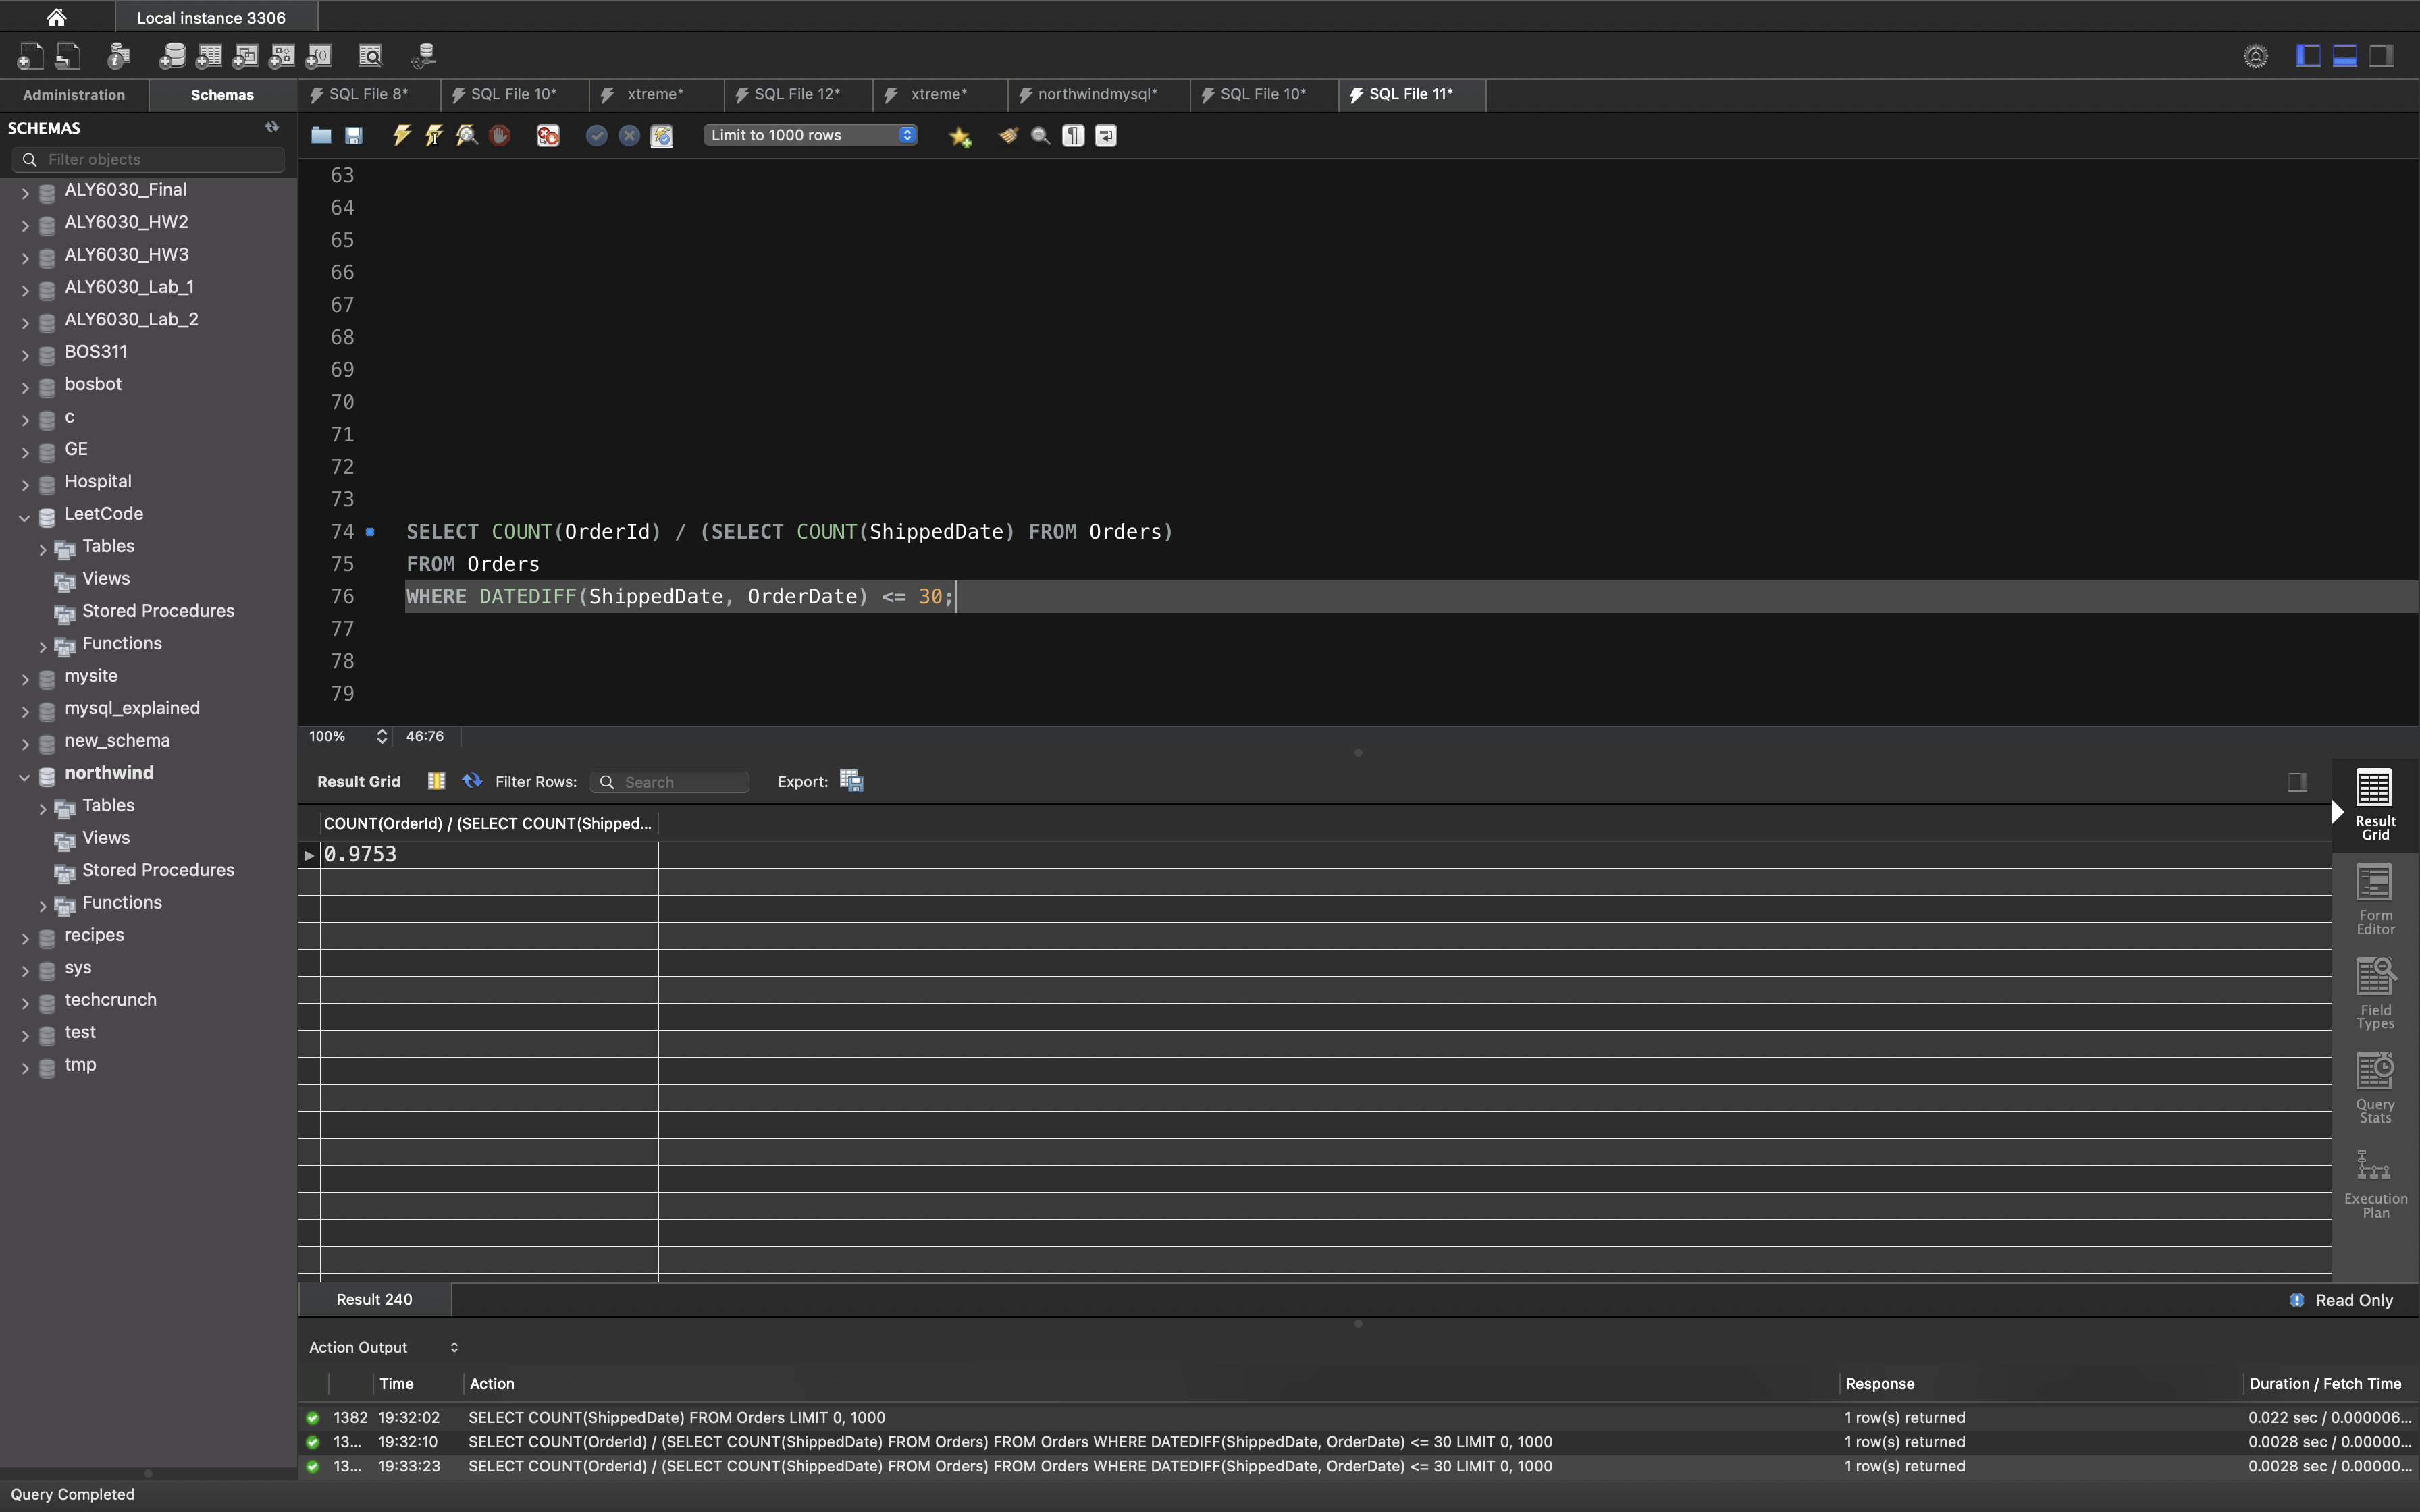 Local instance 3306
Administration
Schemas
SQL File 8*
SQL File 10*
xtreme*
SQL File 12*
xtreme*
northwindmysql*
SQL File 10*
SQL File 11*
SCHEMAS
Filter objects
ALY6030_Final
ALY6030_HW2
ALY6030_HW3
ALY6030_Lab_1
ALY6030_Lab_2
BOS311
bosbot
c
GE
Hospital
LeetCode
Tables
Views
Stored Procedures
Functions
mysite
mysql_explained
new_schema
northwind
Tables
Views
Stored Procedures
Functions
recipes
sys
techcrunch
test
tmp
Limit to 1000 rows
63
64
65
66
67
68
69
70
71
72
73
74 SELECT COUNT(OrderId) / (SELECT COUNT(ShippedDate) FROM Orders)
75 FROM Orders
76 WHERE DATEDIFF(ShippedDate, OrderDate) <= 30;
77
78
79
100% 46:76
Result Grid
Filter Rows:
Search
Export:
COUNT(OrderId) / (SELECT COUNT(Shipped...
0.9753
Result
Grid
Form
Editor
Field
Types
Query
Stats
Execution
Plan
Result 240
Read Only
Action Output
Time Action Response Duration / Fetch Time
1382 19:32:02 SELECT COUNT(ShippedDate) FROM Orders LIMIT 0, 1000 1 row(s) returned 0.022 sec / 0.000006...
13... 19:32:10 SELECT COUNT(OrderId) / (SELECT COUNT(ShippedDate) FROM Orders) FROM Orders WHERE DATEDIFF(ShippedDate, OrderDate) <= 30 LIMIT 0, 1000 1 row(s) returned 0.0028 sec / 0.00000...
13... 19:33:23 SELECT COUNT(OrderId) / (SELECT COUNT(ShippedDate) FROM Orders) FROM Orders WHERE DATEDIFF(ShippedDate, OrderDate) <= 30 LIMIT 0, 1000 1 row(s) returned 0.0028 sec / 0.00000...
Query Completed